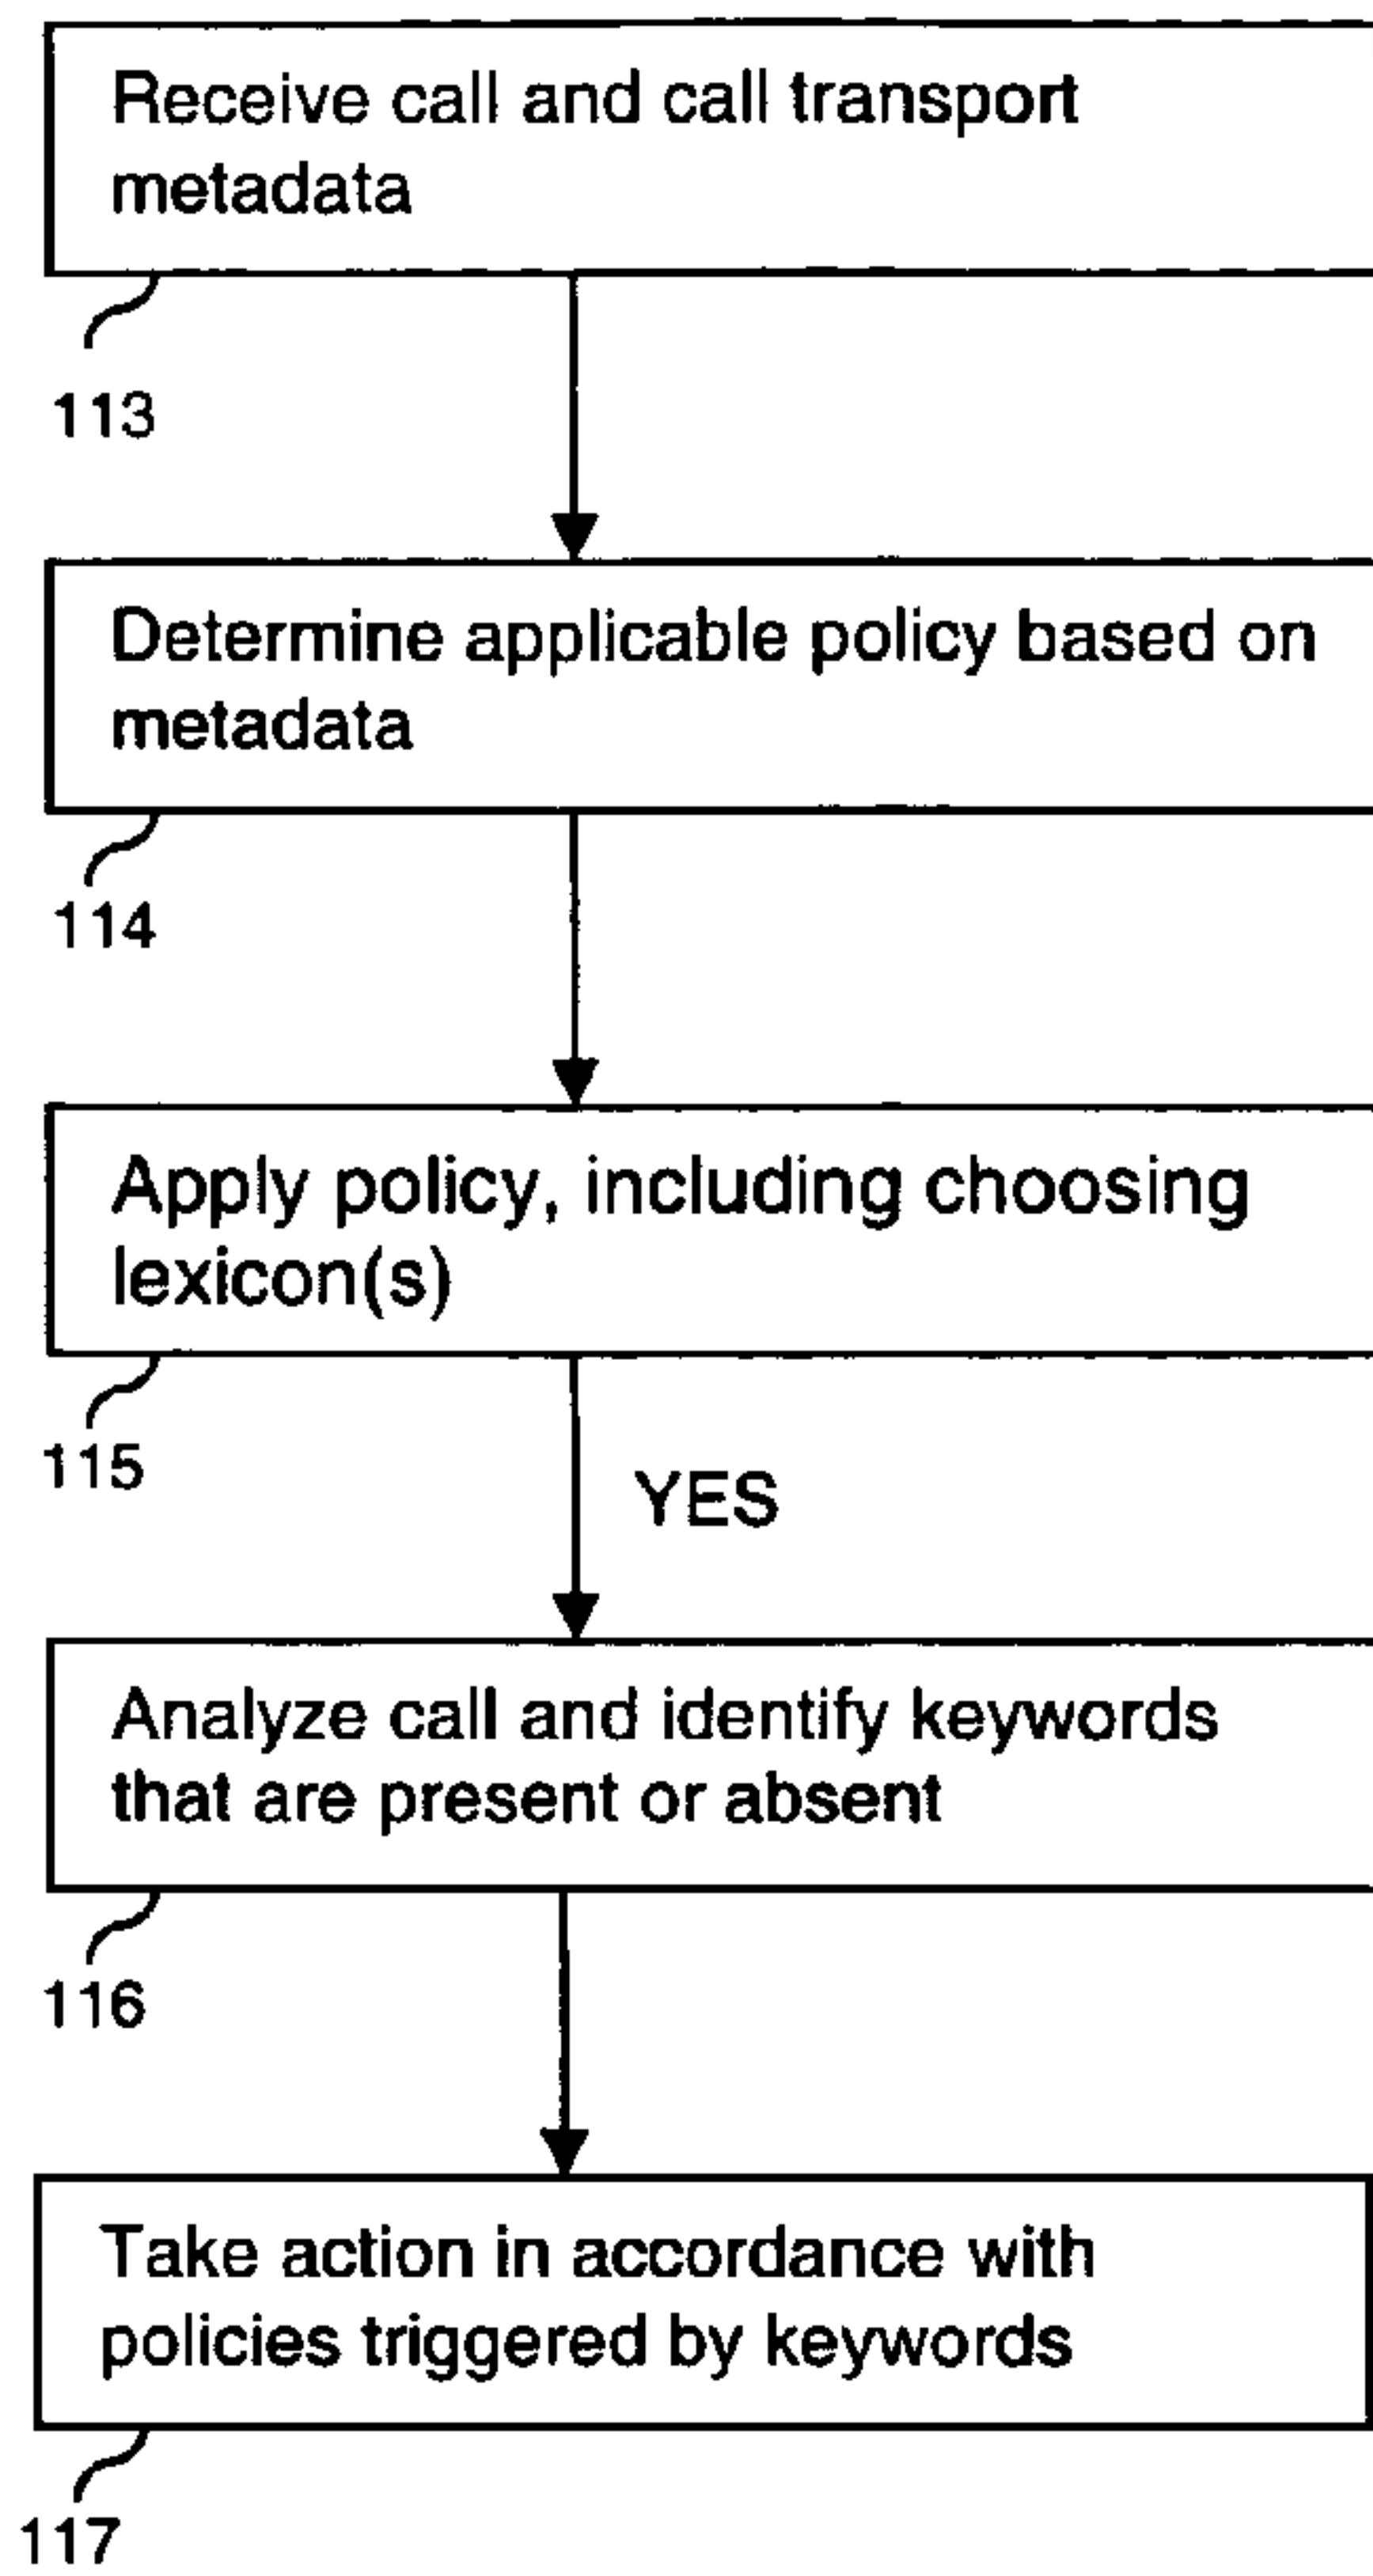 Receive call and call transport
metadata
113
Determine applicable policy based on
metadata
114
Apply policy, including choosing
lexicon(s)
115
YES
Analyze call and identify keywords
that are present or absent
116
Take action in accordance with
policies triggered by keywords
117